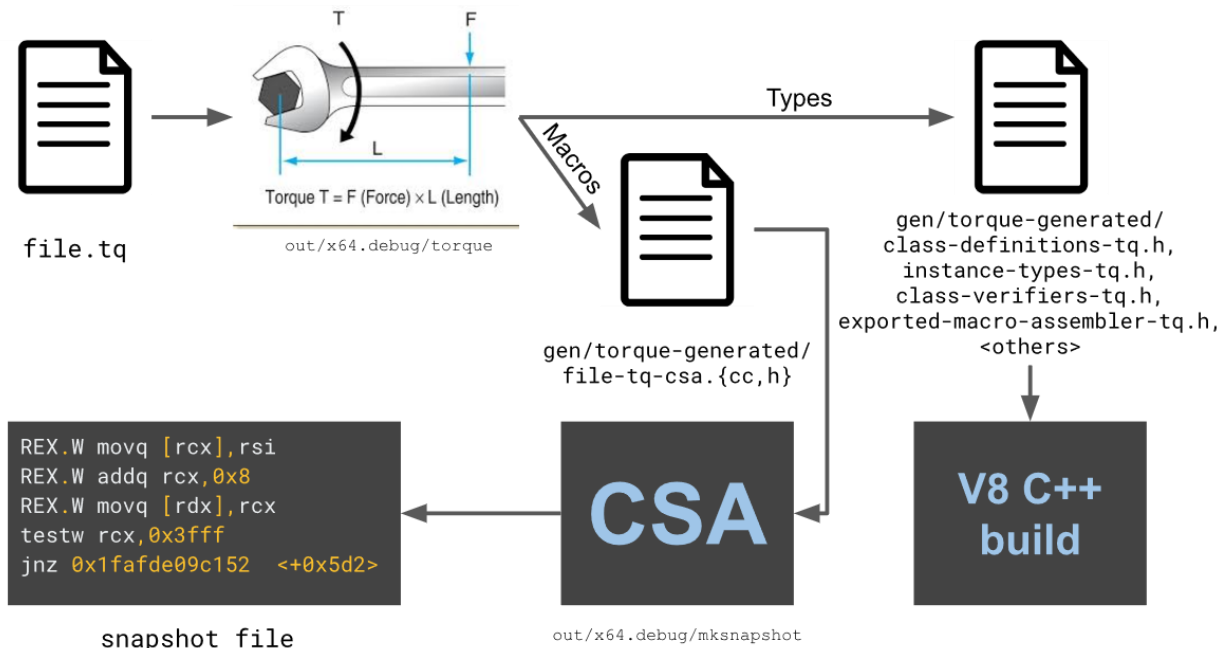 T
F
L
Torque T = F (Force) × L (Length)
out/x64.debug/torque
file.tq
Types
Macros
gen/torque-generated/
class-definitions-tq.h,
instance-types-tq.h,
class-verifiers-tq.h,
exported-macro-assembler-tq.h,
<others>
gen/torque-generated/
file-tq-csa.{cc,h}
REX.W movq [rcx],rsi
REX.W addq rcx,0x8
REX.W movq [rdx],rcx
testw rcx,0x3fff
jnz 0x1fafde09c152  <+0x5d2>
snapshot file
CSA
out/x64.debug/mksnapshot
V8 C++
build